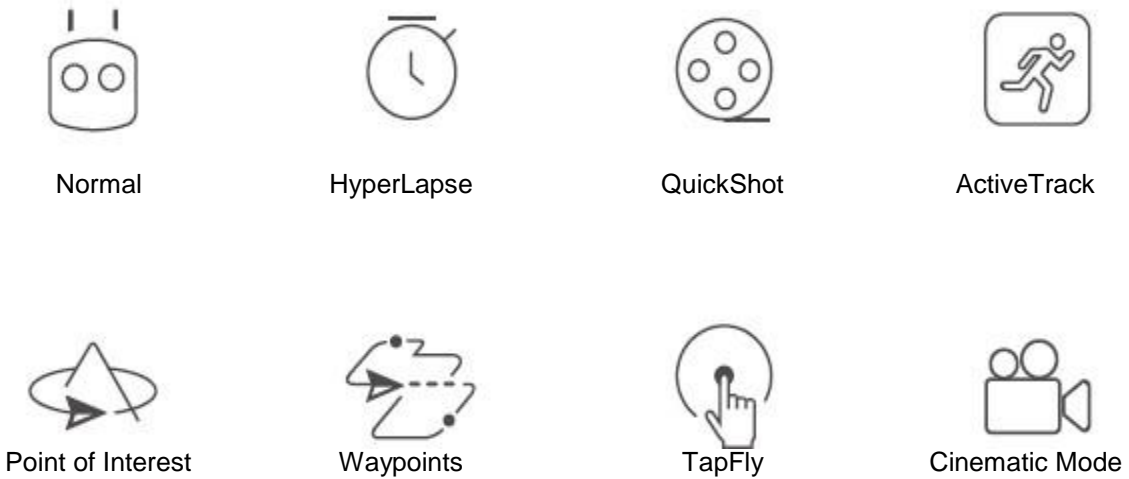 Normal
HyperLapse
QuickShot
ActiveTrack
Point of Interest
Waypoints
TapFly
Cinematic Mode